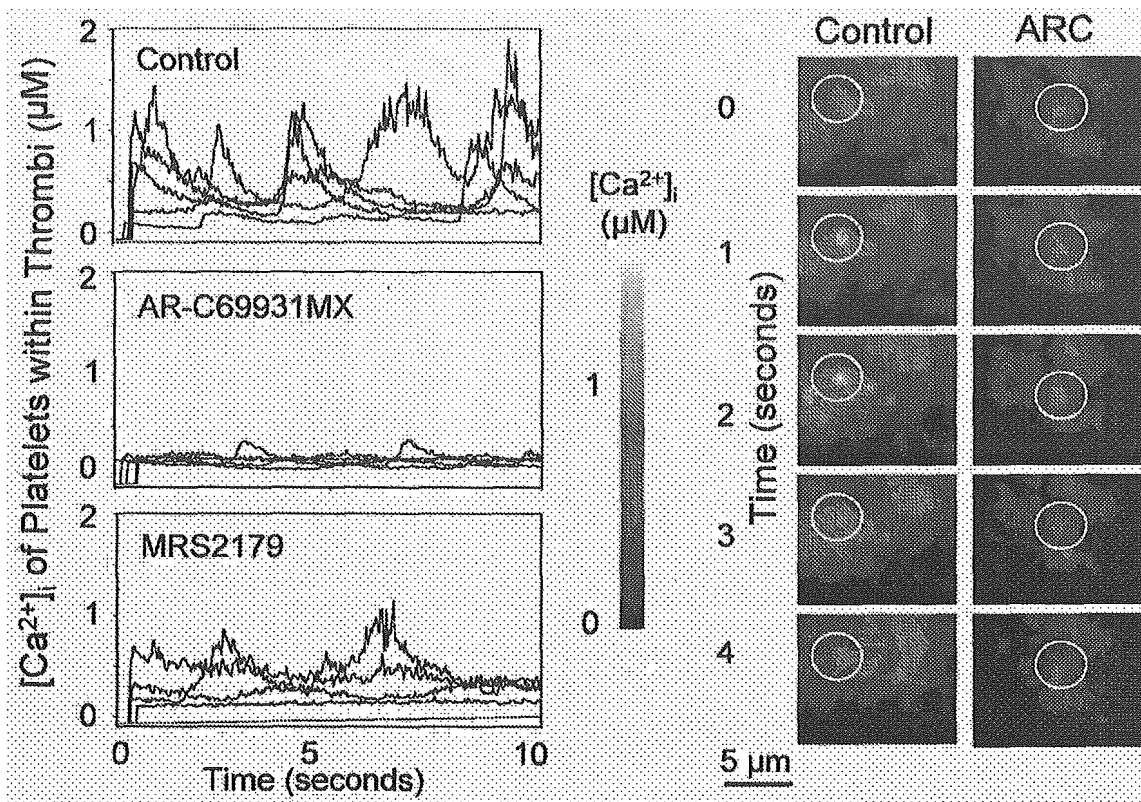 [Ca²⁺]ᵢ of Platelets within Thrombi (μM)
2
Control
1
0
2
AR-C69931MX
1
0
2
MRS2179
1
0
0
5
10
Time (seconds)
[Ca²⁺]ᵢ
(μM)
1
0
Control
ARC
Time (seconds)
0
1
2
3
4
5 μm